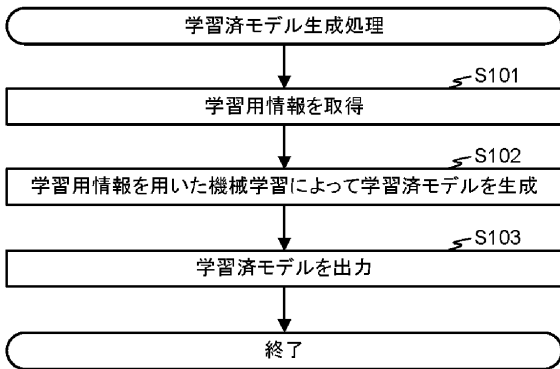 学習済モデル生成処理
S101
学習用情報を取得
S102
学習用情報を用いた機械学習によって学習済モデルを生成
S103
学習済モデルを出力
終了